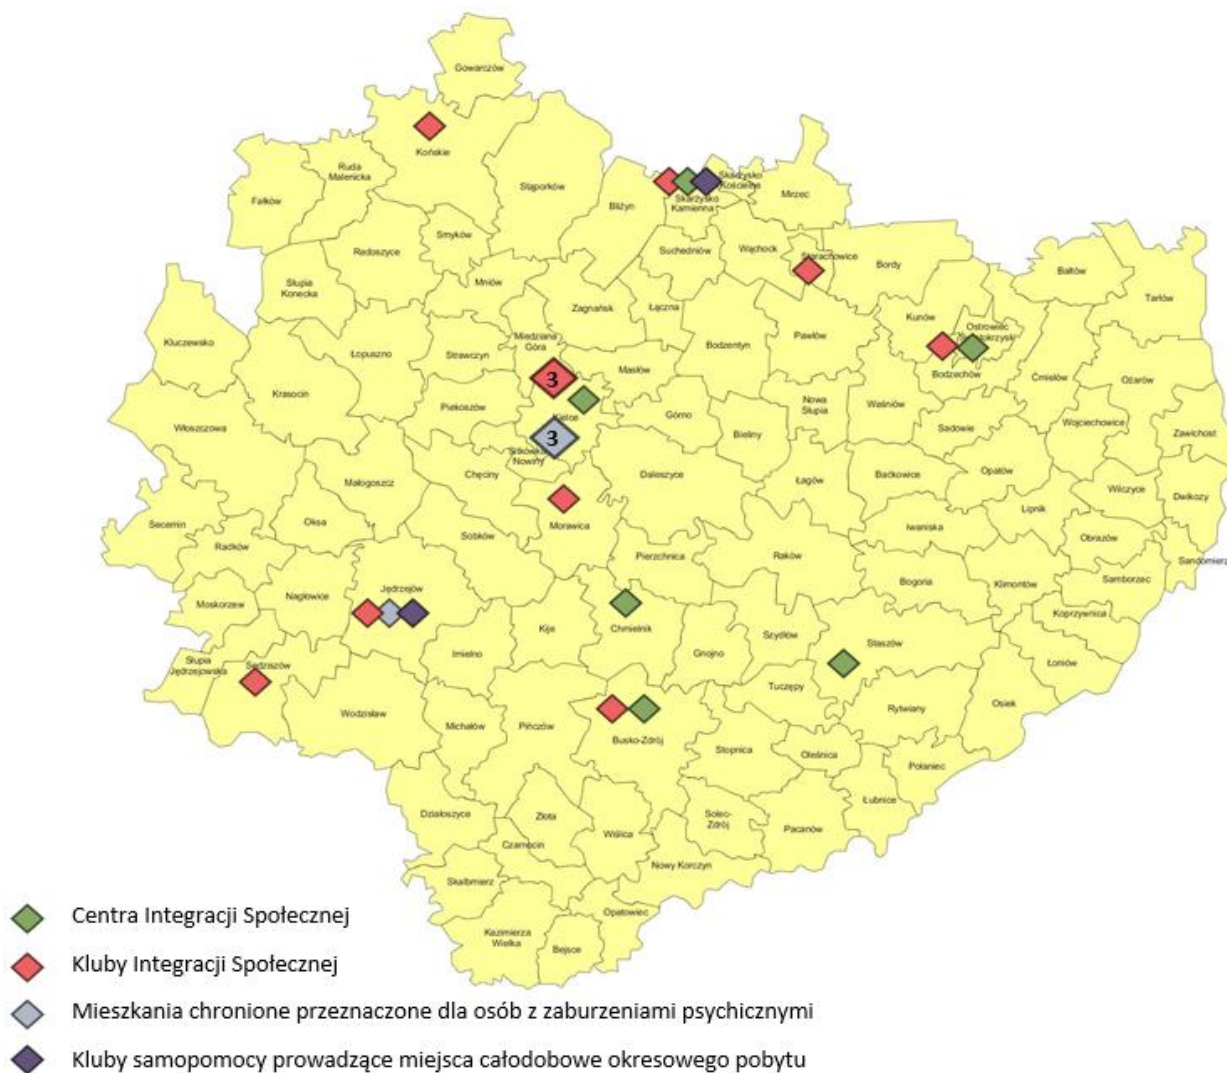 Gowarczów
Końskie
Ruda
Malenicka
Fałków
Stąporków
Bliżyn
Skarżysko
Kościelne
Skarżysko
Kamienna
Mirzec
Radoszyce
Smyków
Suchedniów
Wąchock
Starachowice
Bordy
Bałtów
Tarłów
Słupia
Konecka
Mniów
Zagnańsk
Łączna
Kunów
Ostrowiec
Kluczewsko
Łopuszno
Strawczyn
Miedziana
Góra
Masłów
Bodzentyn
Pawłów
Bodzechów
Ćmielów
Ożarów
Krasocin
3
Piekoszów
Kielce
Górno
Nowa
Słupia
Waśniów
Sadowie
Wojciechowice
Zawichost
Włoszczowa
3
Sitkówka
Nowiny
Bieliny
Małogoszcz
Chęciny
Daleszyce
Łagów
Baćkowice
Opatów
Wilczyce
Dwikozy
Secemin
Oksa
Morawica
Lipnik
Iwaniska
Obrazów
Radków
Sobków
Pierzchnica
Raków
Sandomierz
Bogoria
Klimontów
Samborzec
Moskorzew
Nagłowice
Jędrzejów
Koprzywnica
Kije
Chmielnik
Szydłów
Staszów
Słupia
Jędrzejowska
Sędziszów
Imielno
Gnojno
Łoniów
Tuczępy
Wodzisław
Michałów
Pińczów
Busko-Zdrój
Rytwiany
Osiek
Stopnica
Oleśnica
Połaniec
Działoszyce
Złota
Wiślica
Solec-
Zdrój
Pacanów
Łubnice
Czarnocin
Nowy Korczyn
Skalbmierz
Opatowiec
Kazimierza
Wielka
Bejsce
Centra Integracji Społecznej
Kluby Integracji Społecznej
Mieszkania chronione przeznaczone dla osób z zaburzeniami psychicznymi
Kluby samopomocy prowadzące miejsca całodobowe okresowego pobytu